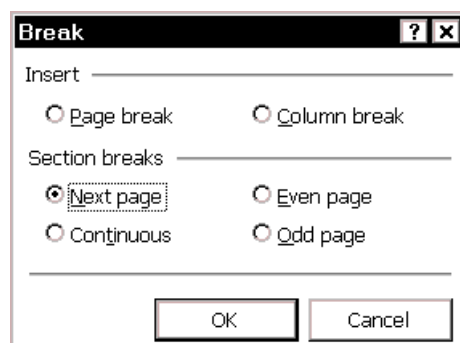 Break ? X
Insert
Page break Column break
Section breaks
Next page Even page
Continuous Odd page
OK Cancel